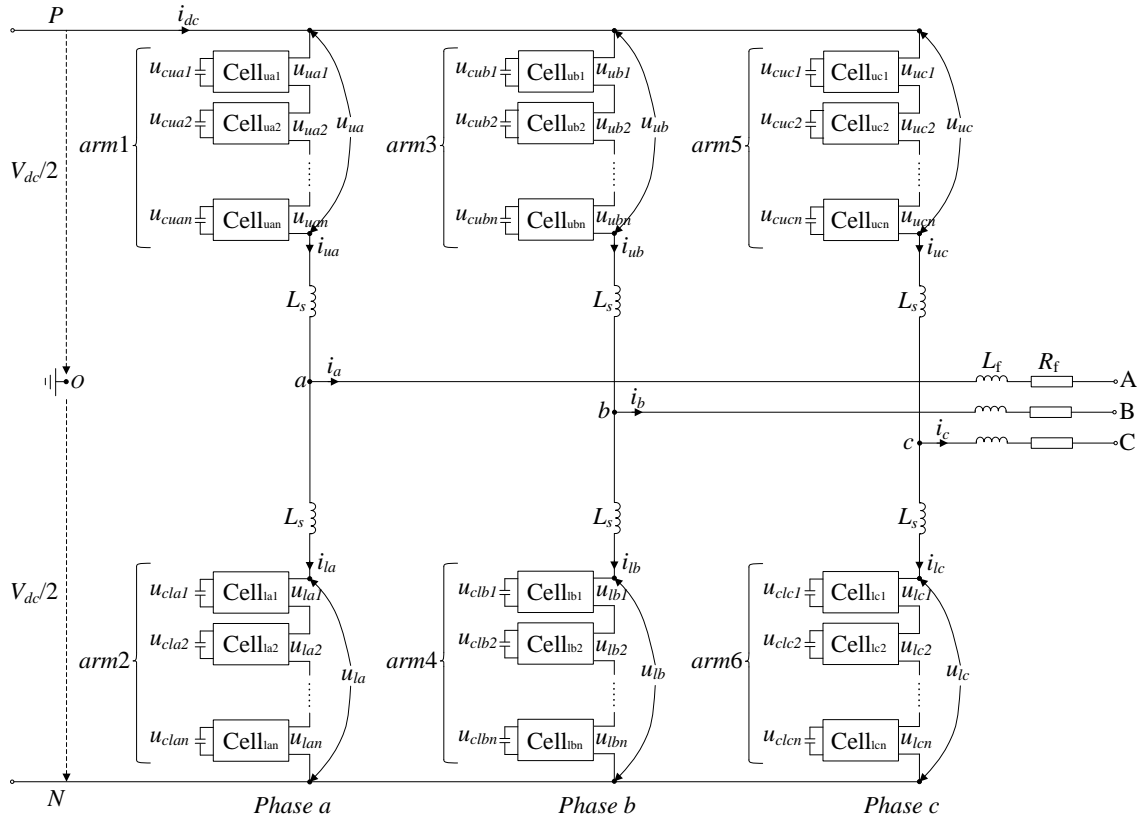 P i_dc
u_cua1 Cell_ua1 u_ua1 u_cub1 Cell_ub1 u_ub1 u_cuc1 Cell_uc1 u_uc1
u_cua2 Cell_ua2 u_ua2 u_cub2 Cell_ub2 u_ub2 u_cuc2 Cell_uc2 u_uc2
arm1 u_ua arm3 u_ub arm5 u_uc
V_dc/2
u_cuan Cell_uan u_uan u_cubn Cell_ubn u_ubn u_cucn Cell_ucn u_ucn
i_ua i_ub i_uc
L_s L_s L_s
L_f R_f
O a i_a A
b i_b B
c i_c C
L_s L_s L_s
i_la i_lb i_lc
V_dc/2
u_cla1 Cell_la1 u_la1 u_clb1 Cell_lb1 u_lb1 u_clc1 Cell_lc1 u_lc1
u_cla2 Cell_la2 u_la2 u_clb2 Cell_lb2 u_lb2 u_clc2 Cell_lc2 u_lc2
arm2 u_la arm4 u_lb arm6 u_lc
u_clan Cell_lan u_lan u_clbn Cell_lbn u_lbn u_clcn Cell_lcn u_lcn
N Phase a Phase b Phase c